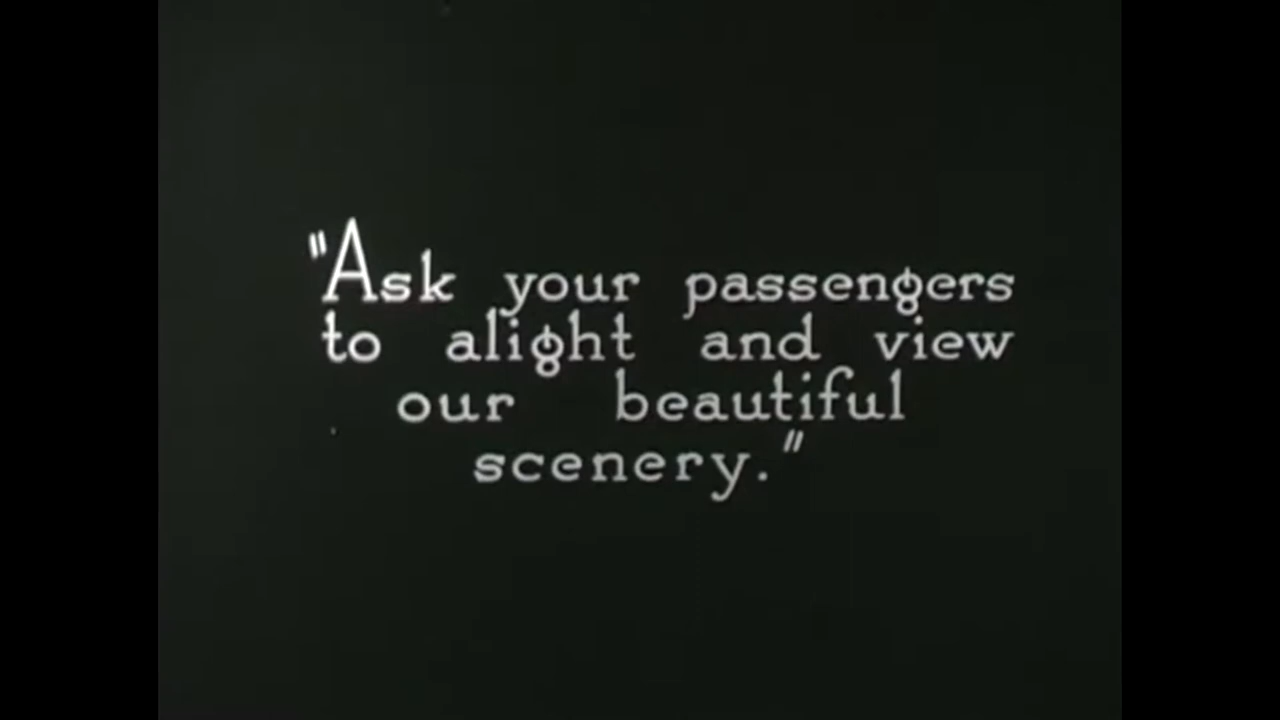 "Ask your passengers
to alight and view
our beautiful
scenery."